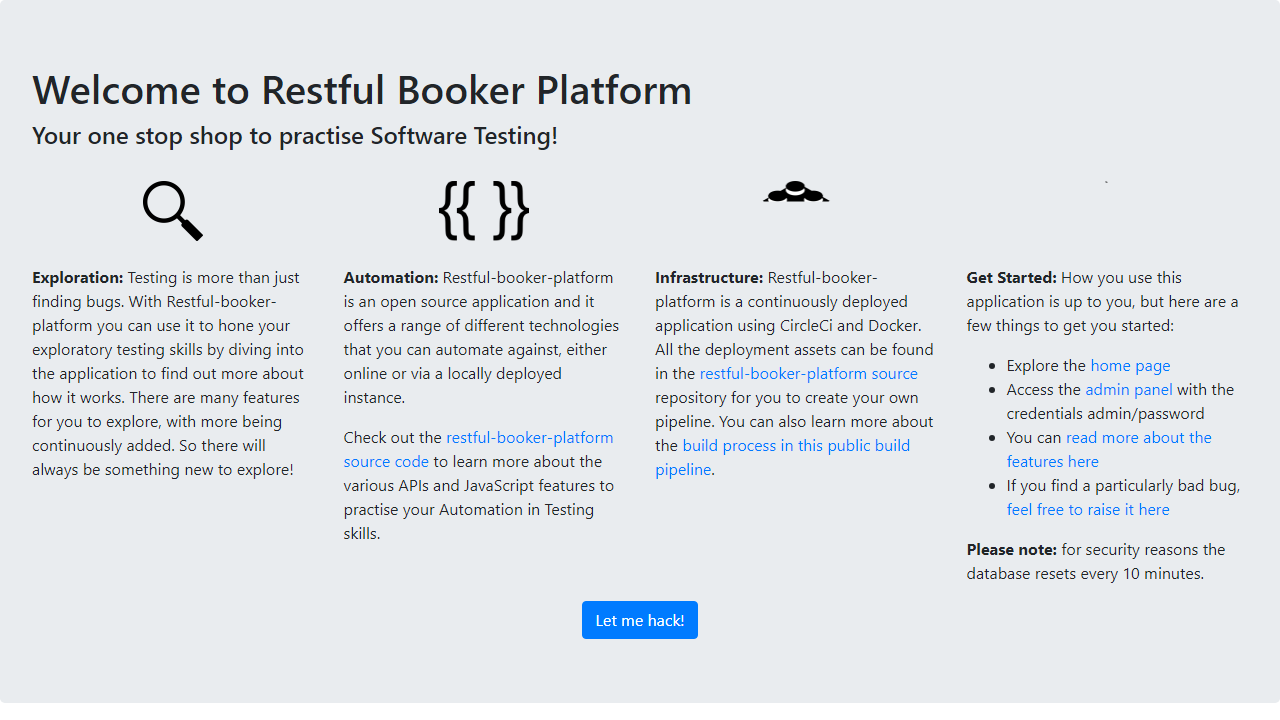 Welcome to Restful Booker Platform
Your one stop shop to practise Software Testing!
{{ }}
Exploration: Testing is more than just
finding bugs. With Restful-booker-
platform you can use it to hone your
exploratory testing skills by diving into
the application to find out more about
how it works. There are many features
for you to explore, with more being
continuously added. So there will
always be something new to explore!
Automation: Restful-booker-platform
is an open source application and it
offers a range of different technologies
that you can automate against, either
online or via a locally deployed
instance.
Check out the restful-booker-platform
source code to learn more about the
various APIs and JavaScript features to
practise your Automation in Testing
skills.
Infrastructure: Restful-booker-
platform is a continuously deployed
application using CircleCi and Docker.
All the deployment assets can be found
in the restful-booker-platform source
repository for you to create your own
pipeline. You can also learn more about
the build process in this public build
pipeline.
Get Started: How you use this
application is up to you, but here are a
few things to get you started:
• Explore the home page
• Access the admin panel with the
credentials admin/password
• You can read more about the
features here
• If you find a particularly bad bug,
feel free to raise it here
Please note: for security reasons the
database resets every 10 minutes.
Let me hack!